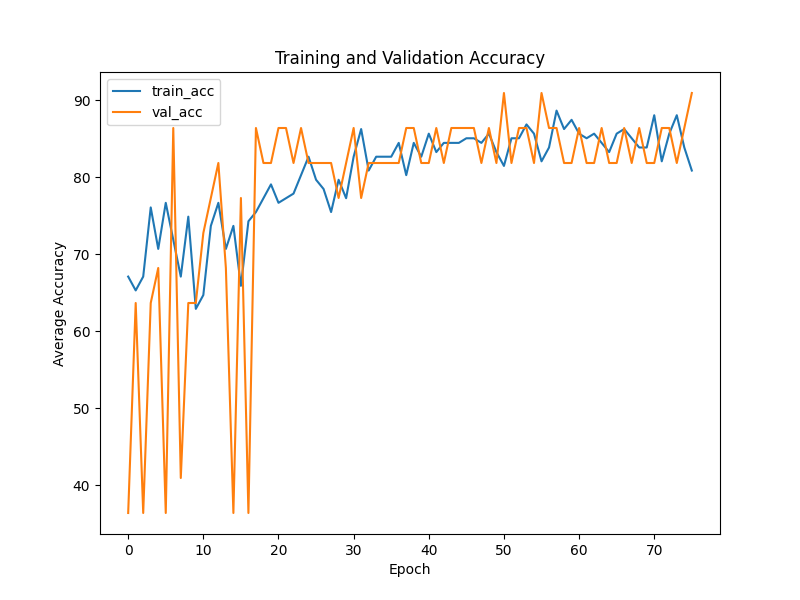 Training and Validation Accuracy
train_acc
val_acc
90
80
70
60
50
40
Average Accuracy
0 10 20 30 40 50 60 70
Epoch